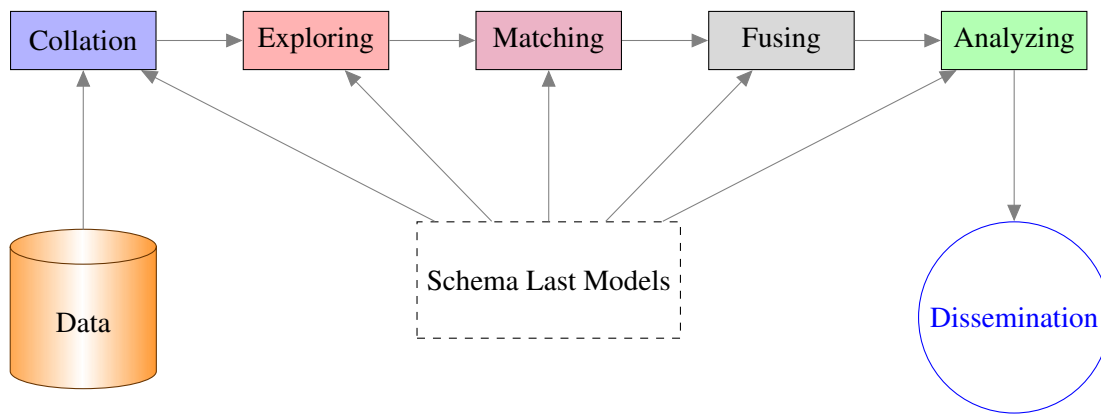 Collation
Exploring
Matching
Fusing
Analyzing
Schema Last Models
Data
Dissemination